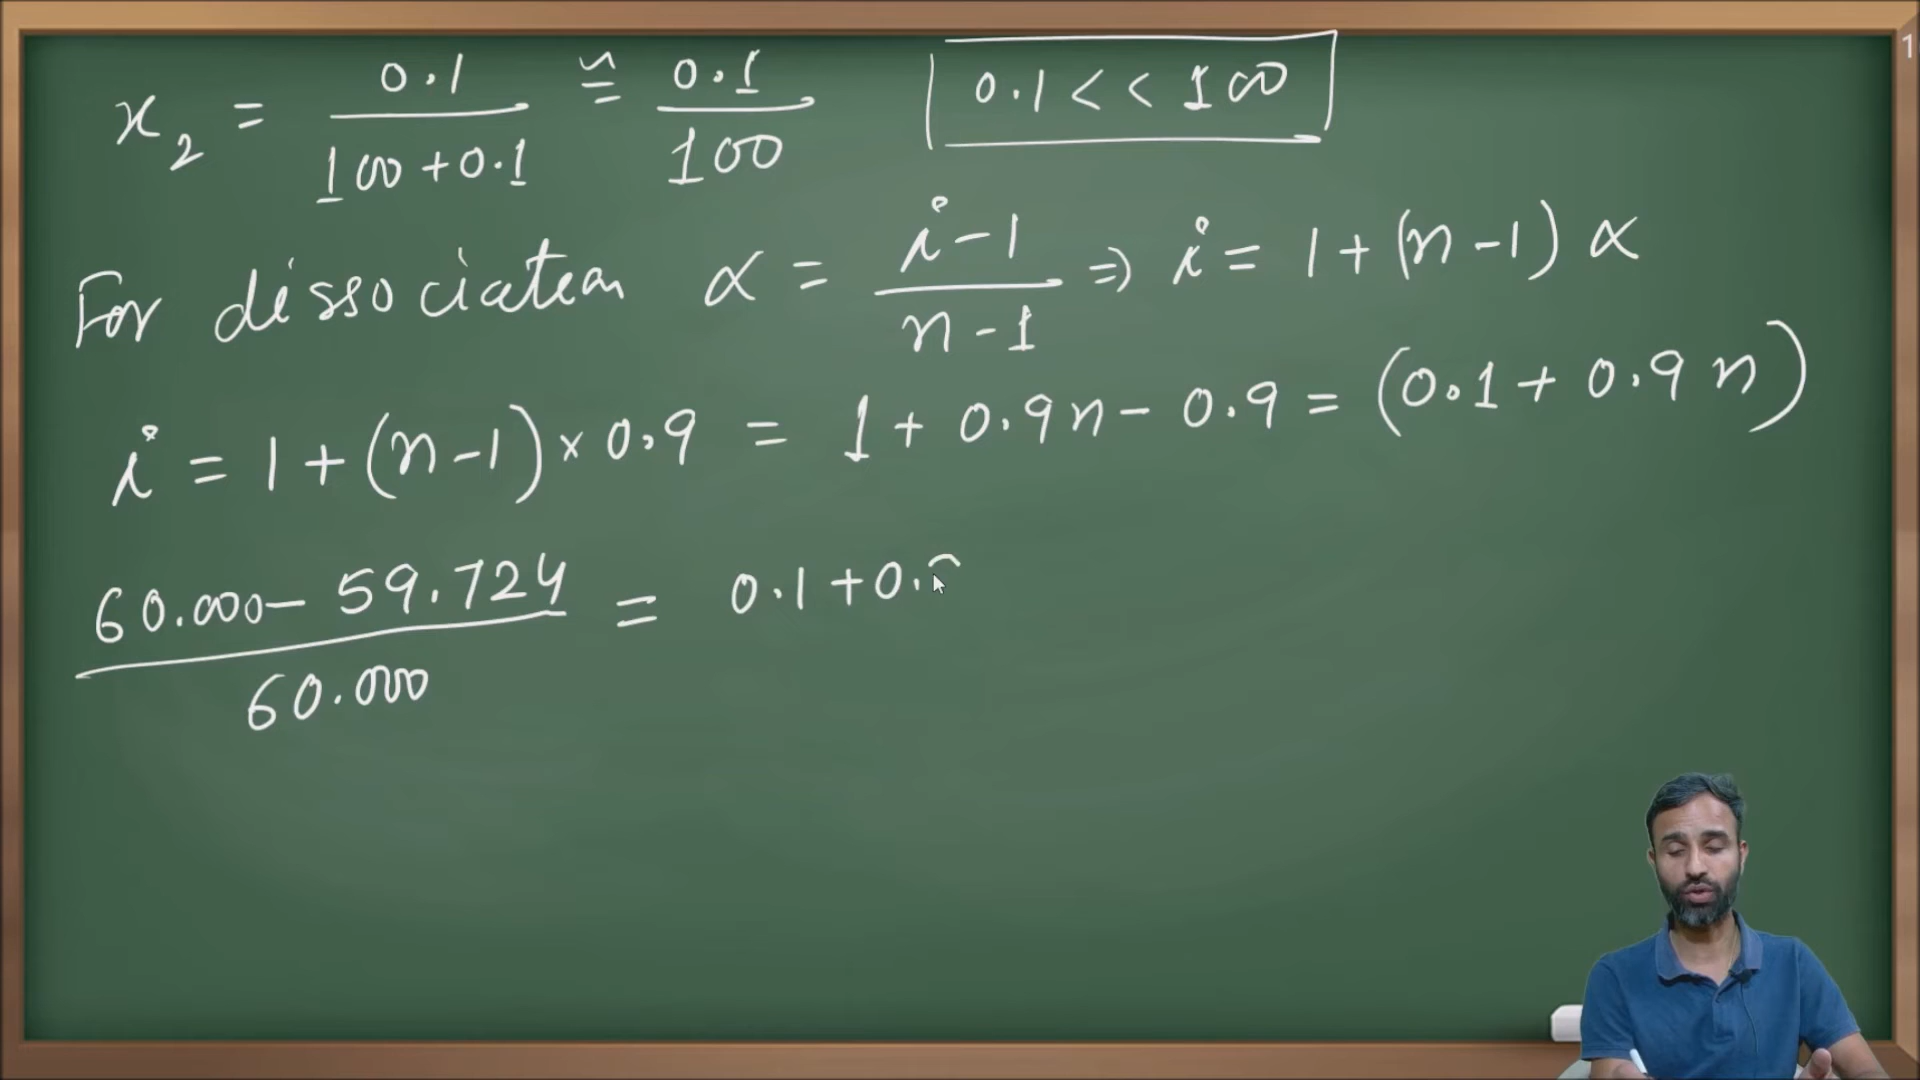 x₂ = 0.1/(100+0.1) ≌ 0.1/100 0.1 < < 100
For dissociation α = (i-1)/(n-1) ⇒ i = 1+(n-1) α
i = 1+(n-1)×0.9 = 1+ 0.9n - 0.9 = (0.1+ 0.9 n)
(60.000 - 59.724)/60.000 = 0.1+0.
1